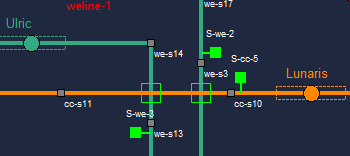 weline-1
we-s17
Ulric
S-we-2
we-s14
S-cc-5
we-s3
Lunaris
cc-s11
cc-s10
S-we-3
we-s13